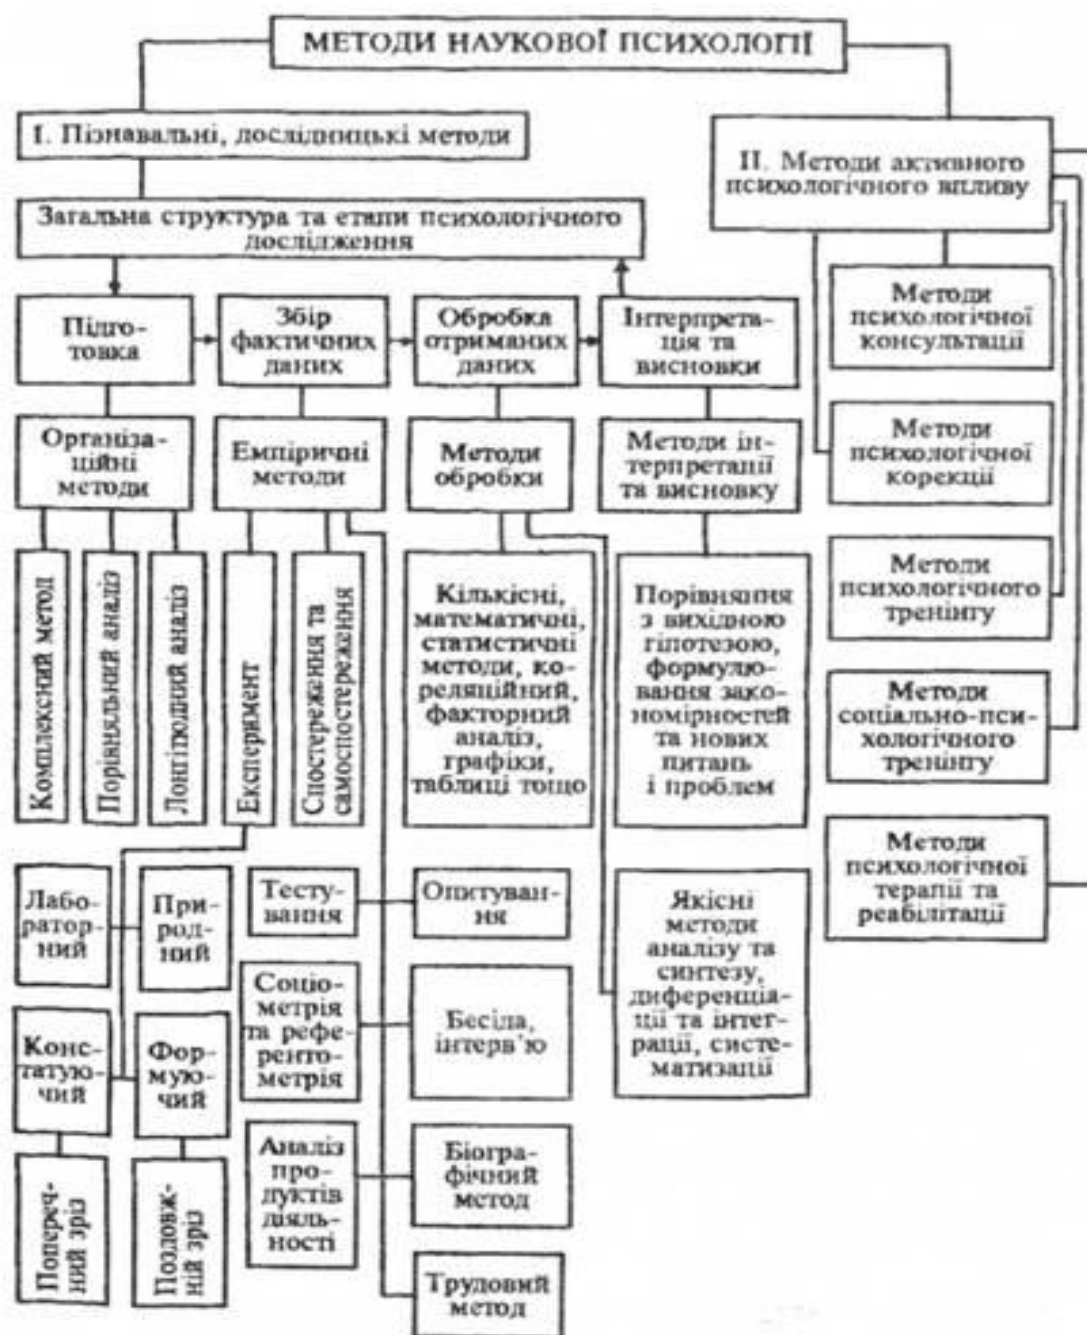 МЕТОДИ НАУКОВОЇ ПСИХОЛОГІЇ
I. Пізнавальні, дослідницькі методи
II. Методи активного
психологічного впливу
Загальна структура та етапи психологічного
дослідження
Підго-
товка
Збір
фактичних
даних
Обробка
отриманих
даних
Інтерпрета-
ція та
висновки
Організа-
ційні
методи
Емпіричні
методи
Методи
обробки
Методи ін-
терпретації
та висновку
Комплексний метод
Порівняльний аналіз
Лонгітюдний аналіз
Експеримент
Спостереження та
самоспостереження
Кількісні,
математичні,
статистичні
методи, ко-
реляційний,
факторний
аналіз,
графіки,
таблиці тощо
Порівняння
з вихідною
гіпотезою,
формулю-
вання зако-
номірностей
та нових
питань
і проблем
Лабо-
ратор-
ний
При-
род-
ний
Конс-
татую-
чий
Фор-
мую-
чий
Попереч-
ний зріз
Поздовж-
ній зріз
Тесту-
вання
Опитуван-
ня
Соціо-
метрія
та рефе-
ренто-
метрія
Бесіда,
інтерв'ю
Аналіз
про-
дуктів
діяль-
ності
Біогра-
фічний
метод
Трудовий
метод
Якісні
методи
аналізу та
синтезу,
диференціа-
ції та інтег-
рації, систе-
матизації
Методи
психологічної
консультації
Методи
психологічної
корекції
Методи
психологічного
тренінгу
Методи
соціально-пси-
хологічного
тренінгу
Методи
психологічної
терапії та
реабілітації